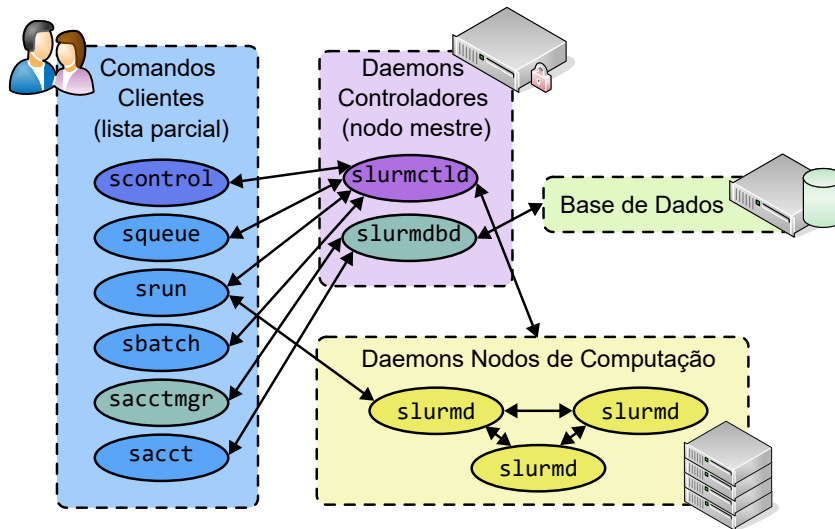 Comandos
Clientes
(lista parcial)
scontrol
squeue
srun
sbatch
sacctmgr
sacct
Daemons
Controladores
(nodo mestre)
slurmctld
slurmdbd
Base de Dados
Daemons Nodos de Computação
slurmd
slurmd
slurmd